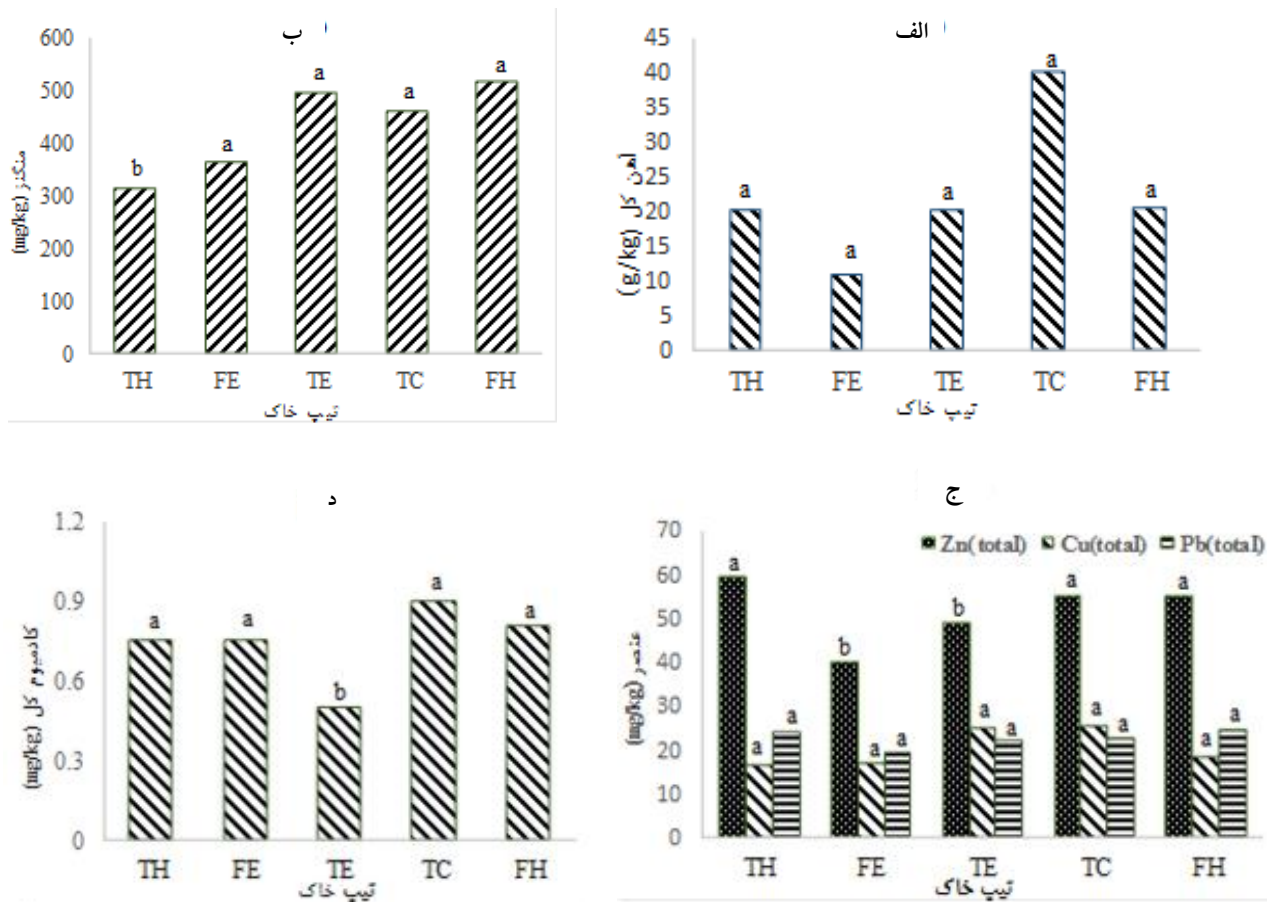 الف
45
40
35
30
25
20
15
10
5
0
آهن کل (g/kg)
a a a a a
TH FE TE TC FH
تیپ خاک
ب
600
500
400
300
200
100
0
منگنز (mg/kg)
b a a a a
TH FE TE TC FH
تیپ خاک
ج
70
60
50
40
30
20
10
0
عنصر (mg/kg)
Zn(total) Cu(total) Pb(total)
a a a b a a b a a a a a a a a
TH FE TE TC FH
تیپ خاک
د
1.2
0.9
0.6
0.3
0
کادمیوم کل (mg/kg)
a a b a a
TH FE TE TC FH
تیپ خاک